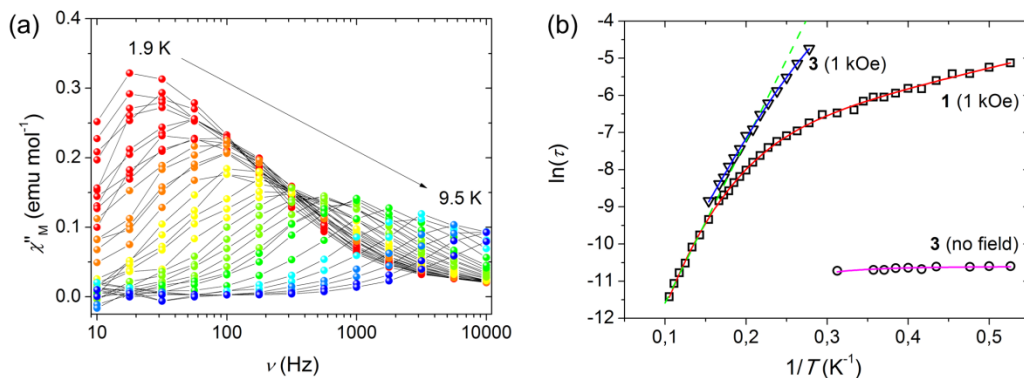 (a)
0.4
0.3
0.2
0.1
0.0
χ"M (emu mol⁻¹)
1.9 K
9.5 K
10 100 1000 10000
ν (Hz)
(b)
-4
-5
-6
-7
-8
-9
-10
-11
-12
ln(τ)
3 (1 kOe)
1 (1 kOe)
3 (no field)
0,1 0,2 0,3 0,4 0,5
1/T (K⁻¹)